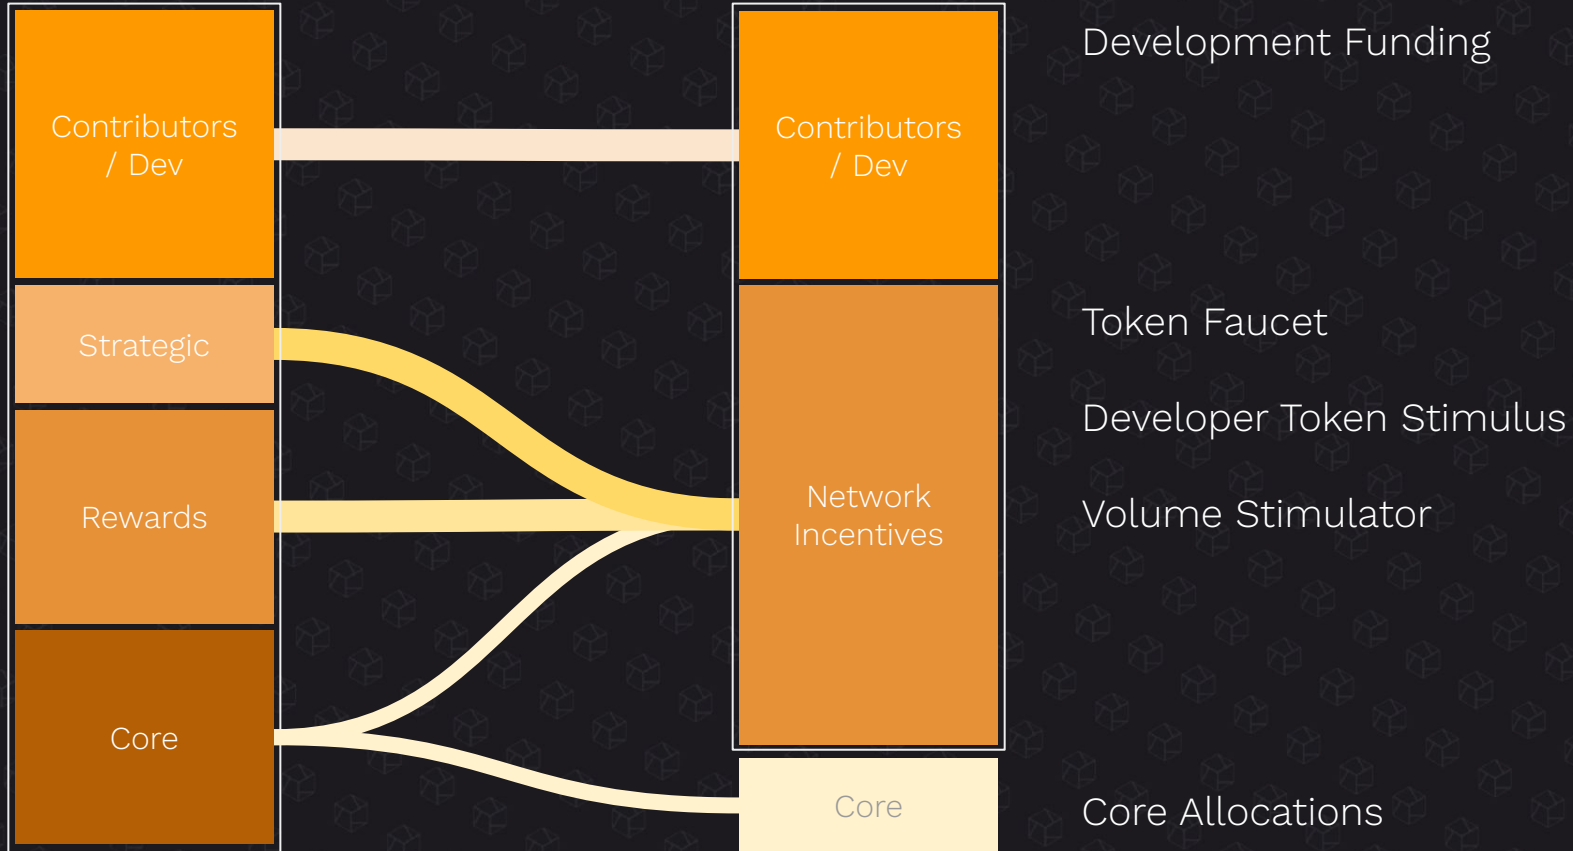 Contributors
/ Dev
Strategic
Rewards
Core
Contributors
/ Dev
Network
Incentives
Core
Development Funding
Token Faucet
Developer Token Stimulus
Volume Stimulator
Core Allocations